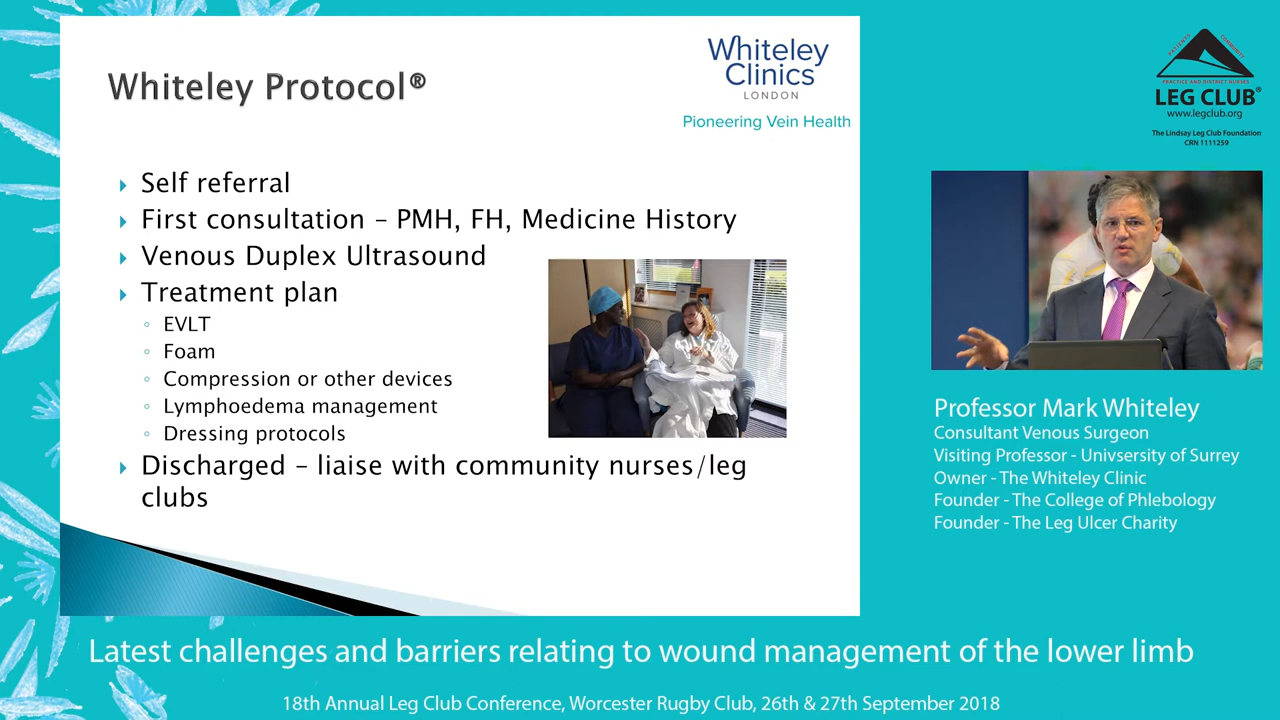 Whiteley Protocol®
Whiteley
Clinics
LONDON
Pioneering Vein Health
Self referral
First consultation – PMH, FH, Medicine History
Venous Duplex Ultrasound
Treatment plan
EVLT
Foam
Compression or other devices
Lymphoedema management
Dressing protocols
Discharged – liaise with community nurses/leg
clubs
PATIENTS
COMMUNITY
PRACTICE AND DISTRICT NURSES
LEG CLUB®
www.legclub.org
The Lindsay Leg Club Foundation
CRN 1111259
Professor Mark Whiteley
Consultant Venous Surgeon
Visiting Professor - Univsersity of Surrey
Owner - The Whiteley Clinic
Founder - The College of Phlebology
Founder - The Leg Ulcer Charity
Latest challenges and barriers relating to wound management of the lower limb
18th Annual Leg Club Conference, Worcester Rugby Club, 26th & 27th September 2018